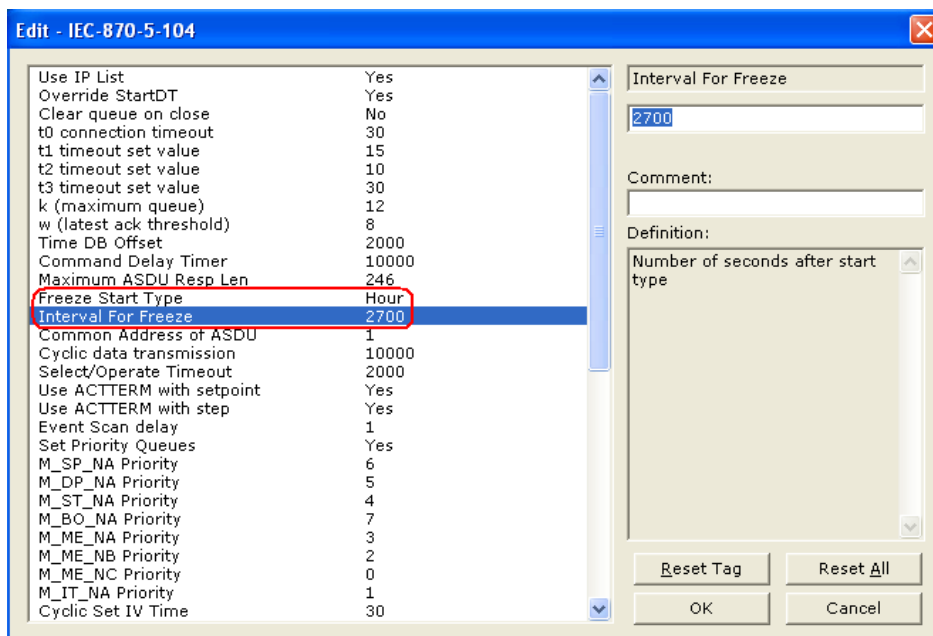 Edit - IEC-870-5-104
Use IP List Yes
Override StartDT Yes
Clear queue on close No
t0 connection timeout 30
t1 timeout set value 15
t2 timeout set value 10
t3 timeout set value 30
k (maximum queue) 12
w (latest ack threshold) 8
Time DB Offset 2000
Command Delay Timer 10000
Maximum ASDU Resp Len 246
Freeze Start Type Hour
Interval For Freeze 2700
Common Address of ASDU 1
Cyclic data transmission 10000
Select/Operate Timeout 2000
Use ACTTERM with setpoint Yes
Use ACTTERM with step Yes
Event Scan delay 1
Set Priority Queues Yes
M_SP_NA Priority 6
M_DP_NA Priority 5
M_ST_NA Priority 4
M_BO_NA Priority 7
M_ME_NA Priority 3
M_ME_NB Priority 2
M_ME_NC Priority 0
M_IT_NA Priority 1
Cyclic Set IV Time 30
Interval For Freeze
2700
Comment:
Definition:
Number of seconds after start
type
Reset Tag Reset All
OK Cancel